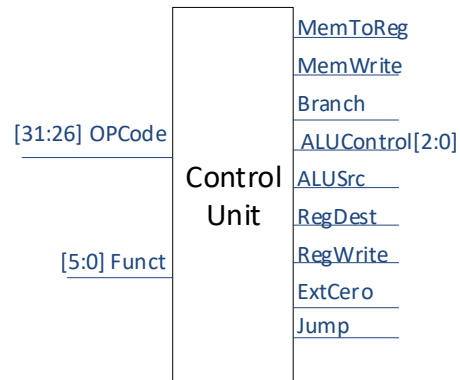 MemToReg
MemWrite
Branch
[31:26] OPCode
ALUControl[2:0]
ALUSrc
Control
Unit
RegDest
RegWrite
[5:0] Funct
ExtCero
Jump